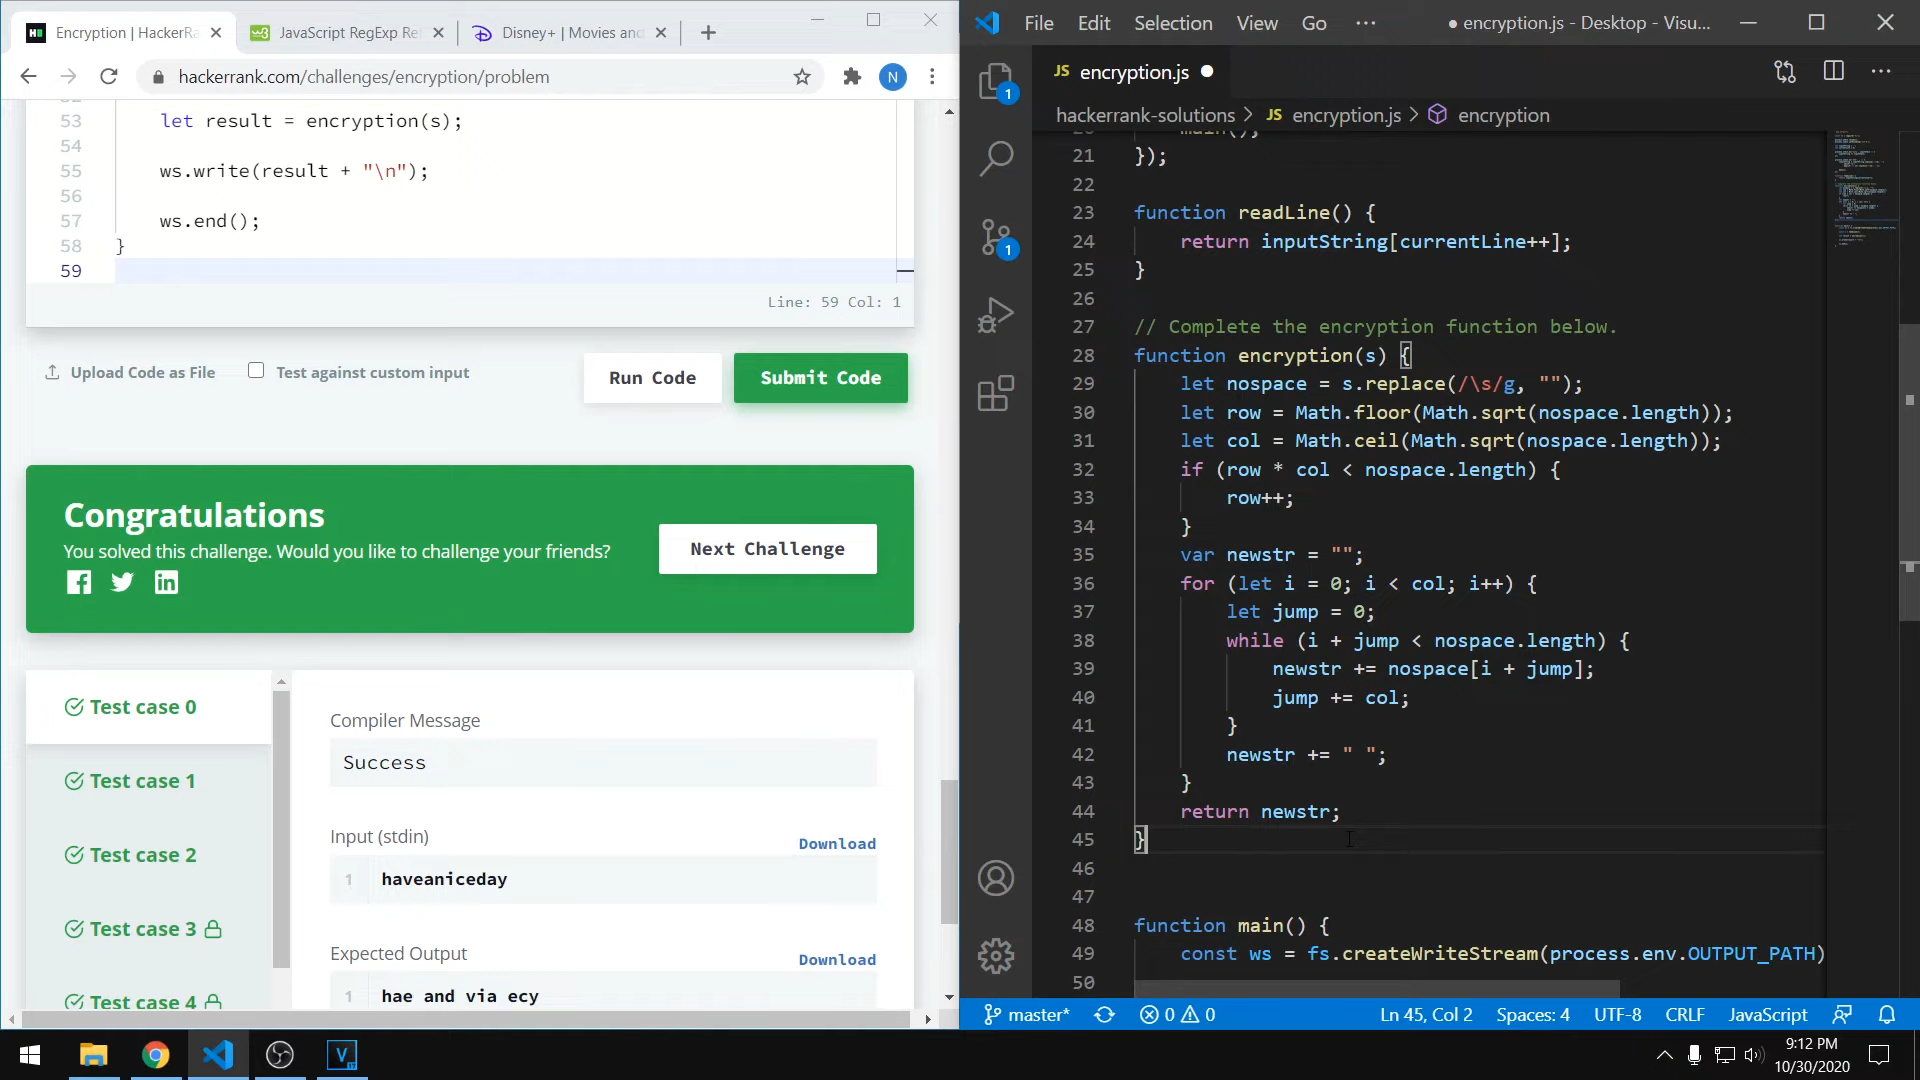 Encryption | HackerRa
JavaScript RegExp Re
Disney+ | Movies and
hackerrank.com/challenges/encryption/problem
N
53 let result = encryption(s);
54
55 ws.write(result + "\n");
56
57 ws.end();
58 }
59
Line: 59 Col: 1
Upload Code as File
Test against custom input
Run Code
Submit Code
Congratulations
You solved this challenge. Would you like to challenge your friends?
Next Challenge
Test case 0
Test case 1
Test case 2
Test case 3
Test case 4
Compiler Message
Success
Input (stdin)
Download
1 haveaniceday
Expected Output
Download
1 hae and via ecy
File Edit Selection View Go ···
● encryption.js - Desktop - Visu...
JS encryption.js ●
hackerrank-solutions > JS encryption.js > encryption
1
1
20 main();
21 });
22
23 function readLine() {
24 return inputString[currentLine++];
25 }
26
27 // Complete the encryption function below.
28 function encryption(s) {
29 let nospace = s.replace(/\s/g, "");
30 let row = Math.floor(Math.sqrt(nospace.length));
31 let col = Math.ceil(Math.sqrt(nospace.length));
32 if (row * col < nospace.length) {
33 row++;
34 }
35 var newstr = "";
36 for (let i = 0; i < col; i++) {
37 let jump = 0;
38 while (i + jump < nospace.length) {
39 newstr += nospace[i + jump];
40 jump += col;
41 }
42 newstr += " ";
43 }
44 return newstr;
45 }
46
47
48 function main() {
49 const ws = fs.createWriteStream(process.env.OUTPUT_PATH)
50
master*
0
0
Ln 45, Col 2
Spaces: 4
UTF-8
CRLF
JavaScript
9:12 PM
10/30/2020